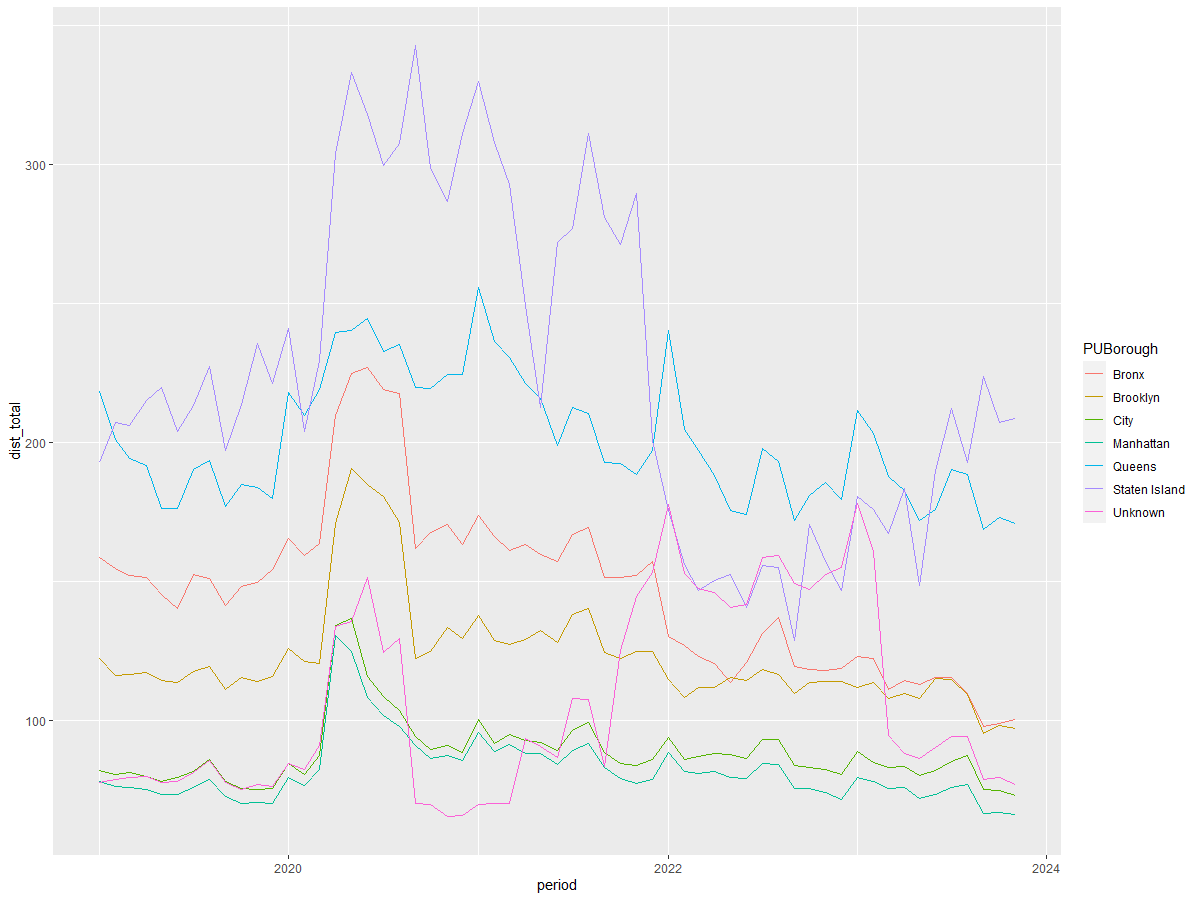 dist_total
300
200
100
2020
2022
2024
period
PUBorough
Bronx
Brooklyn
City
Manhattan
Queens
Staten Island
Unknown